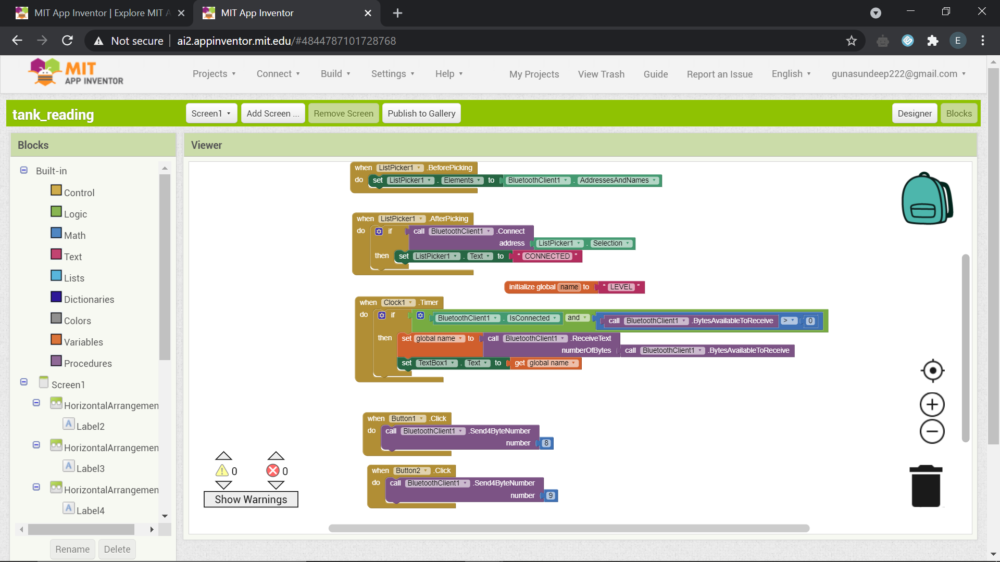 MIT App Inventor | Explore MIT A
MIT App Inventor
Not secure
ai2.appinventor.mit.edu/#4844787101728768
E
MIT
APP INVENTOR
Projects Connect Build Settings Help My Projects View Trash Guide Report an Issue English gunasundeep222@gmail.com
tank_reading
Screen1 Add Screen ... Remove Screen Publish to Gallery Designer Blocks
Blocks
Viewer
Built-in
Control
Logic
Math
Text
Lists
Dictionaries
Colors
Variables
Procedures
Screen1
HorizontalArrangemen
Label2
HorizontalArrangemen
Label3
HorizontalArrangemen
Label4
Rename Delete
when ListPicker1 .BeforePicking
do set ListPicker1 . Elements to BluetoothClient1 . AddressesAndNames
when ListPicker1 .AfterPicking
do if call BluetoothClient1 .Connect
address ListPicker1 . Selection
then set ListPicker1 . Text to " CONNECTED "
initialize global name to " LEVEL "
when Clock1 .Timer
do if BluetoothClient1 . IsConnected and call BluetoothClient1 .BytesAvailableToReceive > 0
then set global name to call BluetoothClient1 .ReceiveText
numberOfBytes call BluetoothClient1 .BytesAvailableToReceive
set TextBox1 . Text to get global name
when Button1 .Click
do call BluetoothClient1 .Send4ByteNumber
number 8
when Button2 .Click
do call BluetoothClient1 .Send4ByteNumber
number 9
0 0
Show Warnings